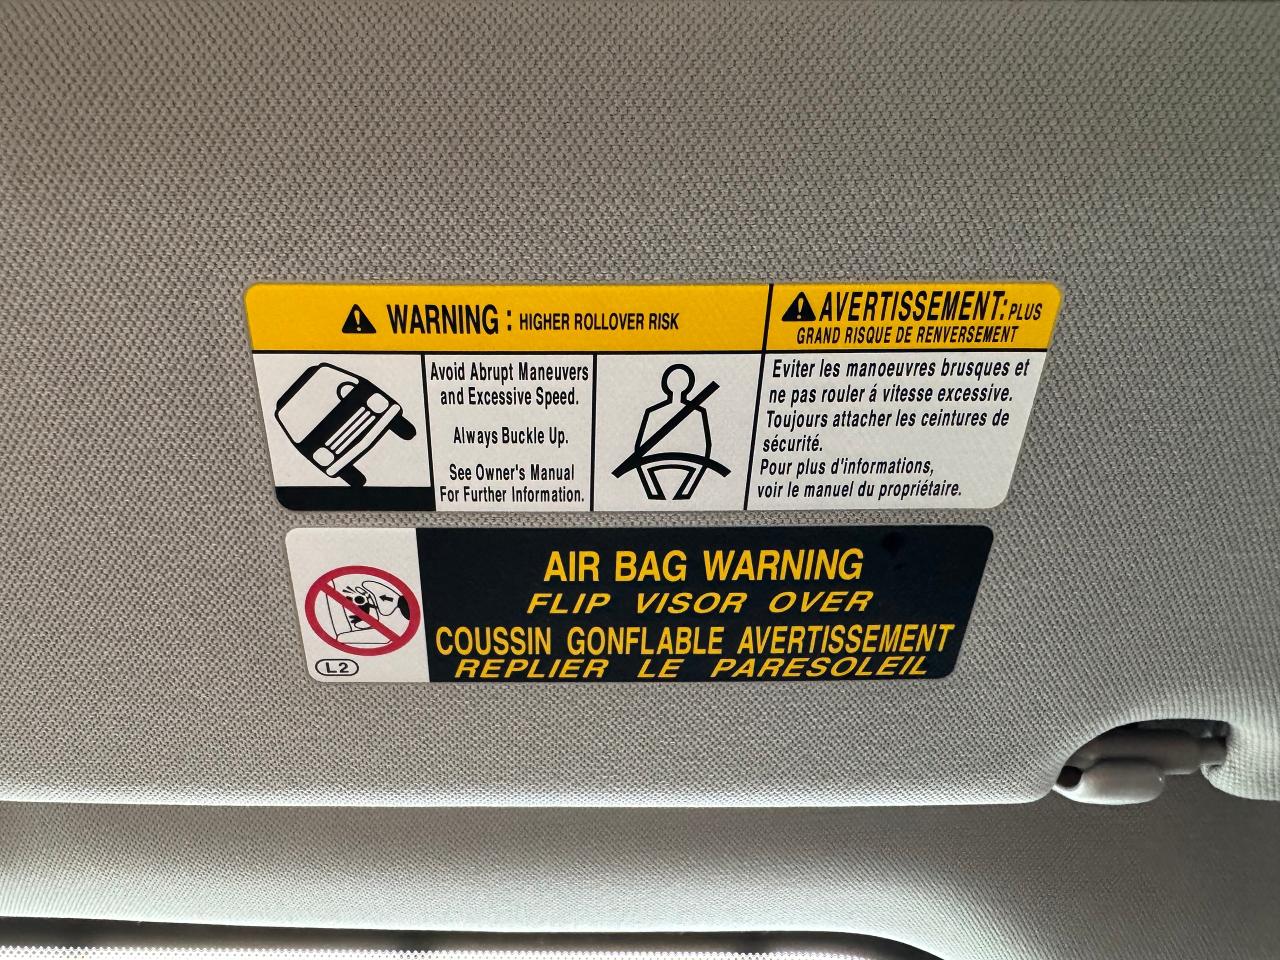 WARNING : HIGHER ROLLOVER RISK
Avoid Abrupt Maneuvers
and Excessive Speed.
Always Buckle Up.
See Owner's Manual
For Further Information.
AVERTISSEMENT: PLUS
GRAND RISQUE DE RENVERSEMENT
Eviter les manoeuvres brusques et
ne pas rouler á vitesse excessive.
Toujours attacher les ceintures de
sécurité.
Pour plus d'informations,
voir le manuel du propriétaire.
AIR BAG WARNING
FLIP VISOR OVER
COUSSIN GONFLABLE AVERTISSEMENT
REPLIER LE PARESOLEIL
L2